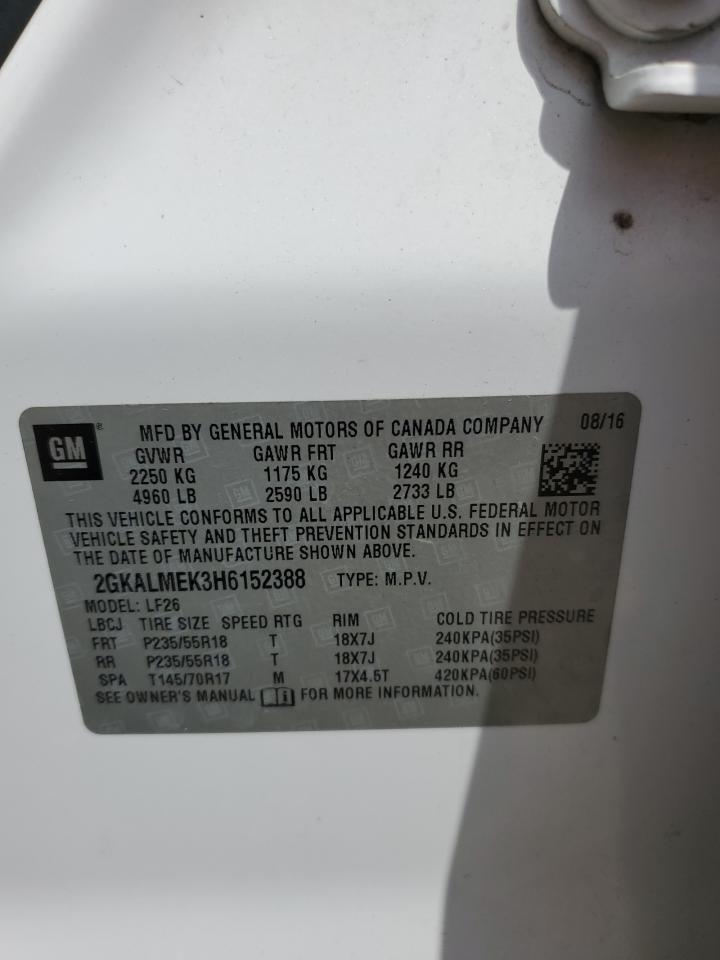 GM ® MFD BY GENERAL MOTORS OF CANADA COMPANY 08/16
GVWR GAWR FRT GAWR RR
2250 KG 1175 KG 1240 KG
4960 LB 2590 LB 2733 LB
THIS VEHICLE CONFORMS TO ALL APPLICABLE U.S. FEDERAL MOTOR
VEHICLE SAFETY AND THEFT PREVENTION STANDARDS IN EFFECT ON
THE DATE OF MANUFACTURE SHOWN ABOVE.
2GKALMEK3H6152388 TYPE: M.P.V.
MODEL: LF26
LBCJ TIRE SIZE SPEED RTG RIM COLD TIRE PRESSURE
FRT P235/55R18 T 18X7J 240KPA(35PSI)
RR P235/55R18 T 18X7J 240KPA(35PSI)
SPA T145/70R17 M 17X4.5T 420KPA(60PSI)
SEE OWNER'S MANUAL i FOR MORE INFORMATION.